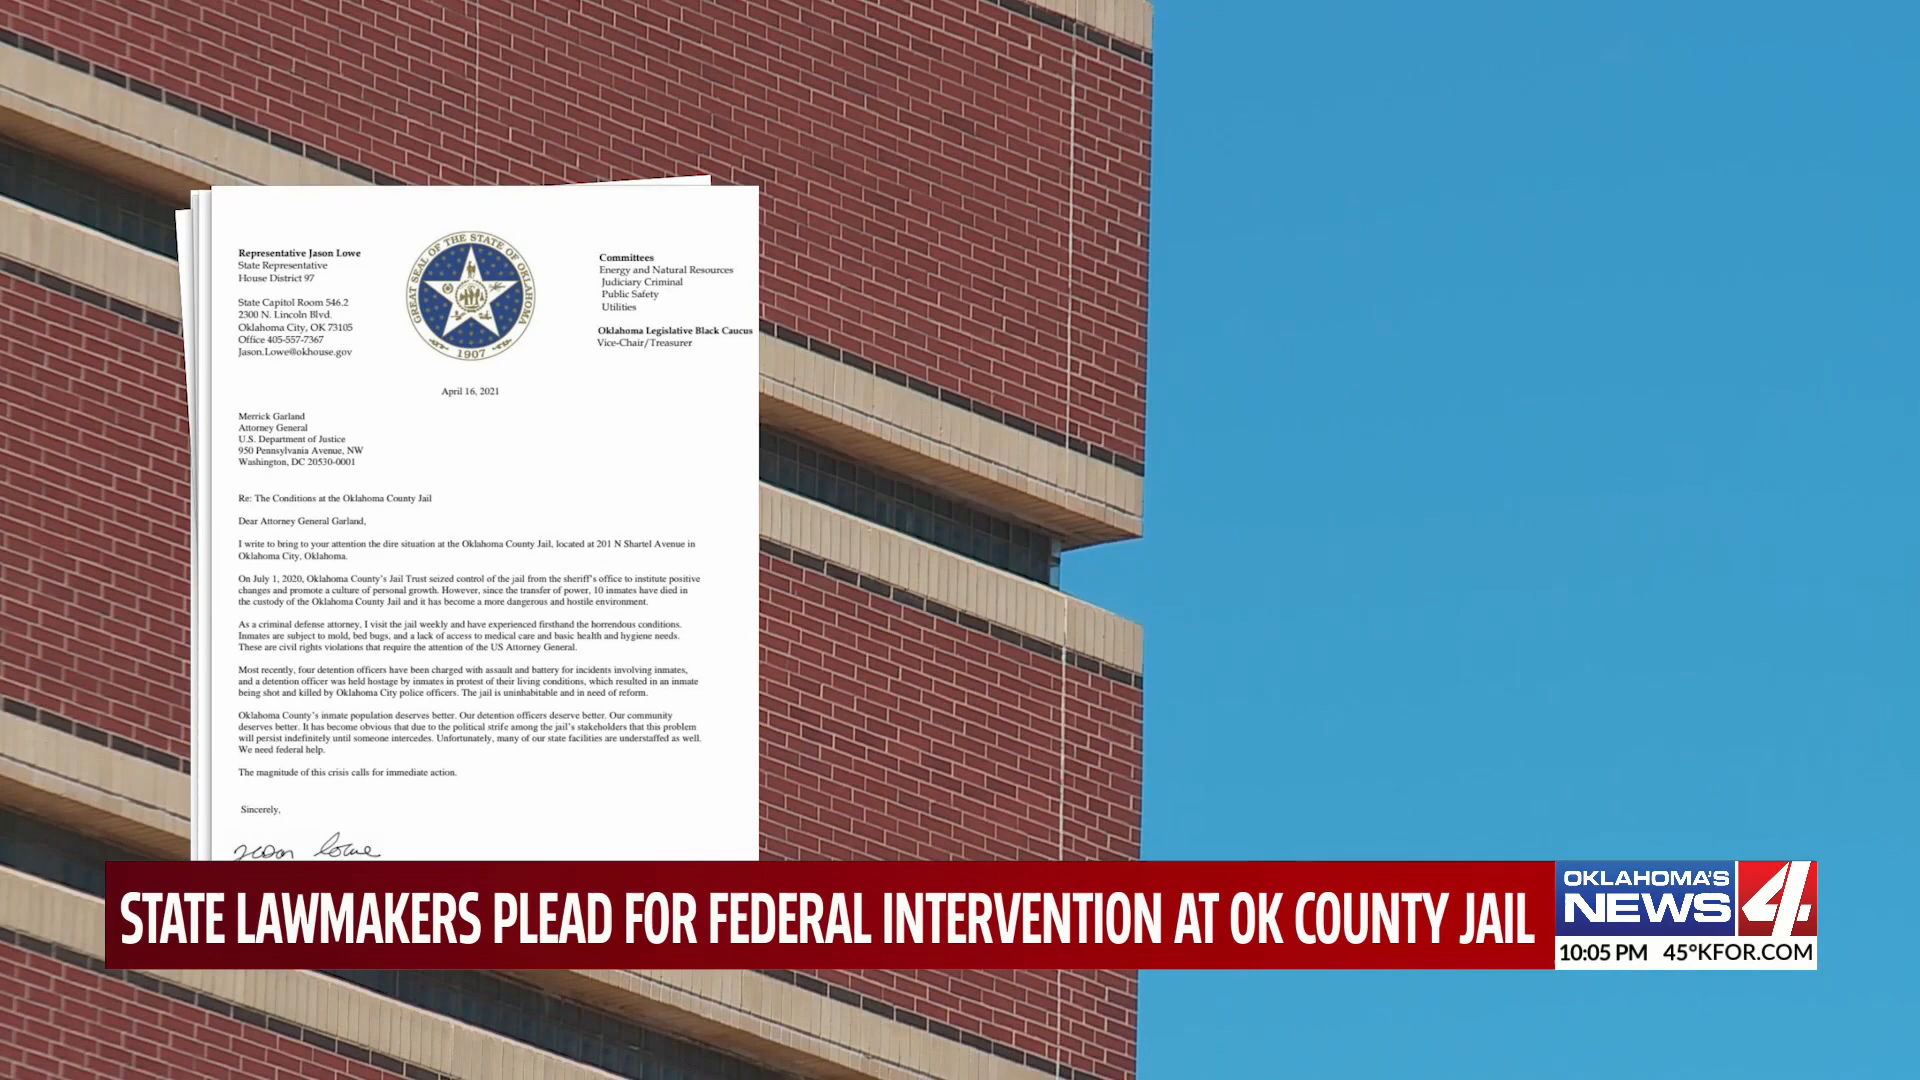 Representative Jason Lowe
State Representative
House District 97
State Capitol Room 546.2
2300 N. Lincoln Blvd.
Oklahoma City, OK 73105
Office 405-557-7367
Jason.Lowe@okhouse.gov
GREAT SEAL OF THE STATE OF OKLAHOMA
1907
Committees
Energy and Natural Resources
Judiciary Criminal
Public Safety
Utilities
Oklahoma Legislative Black Caucus
Vice-Chair/Treasurer
April 16, 2021
Merrick Garland
Attorney General
U.S. Department of Justice
950 Pennsylvania Avenue, NW
Washington, DC 20530-0001
Re: The Conditions at the Oklahoma County Jail
Dear Attorney General Garland,
I write to bring to your attention the dire situation at the Oklahoma County Jail, located at 201 N Shartel Avenue in
Oklahoma City, Oklahoma.
On July 1, 2020, Oklahoma County's Jail Trust seized control of the jail from the sheriff's office to institute positive
changes and promote a culture of personal growth. However, since the transfer of power, 10 inmates have died in
the custody of the Oklahoma County Jail and it has become a more dangerous and hostile environment.
As a criminal defense attorney, I visit the jail weekly and have experienced firsthand the horrendous conditions.
Inmates are subject to mold, bed bugs, and a lack of access to medical care and basic health and hygiene needs.
These are civil rights violations that require the attention of the US Attorney General.
Most recently, four detention officers have been charged with assault and battery for incidents involving inmates,
and a detention officer was held hostage by inmates in protest of their living conditions, which resulted in an inmate
being shot and killed by Oklahoma City police officers. The jail is uninhabitable and in need of reform.
Oklahoma County's inmate population deserves better. Our detention officers deserve better. Our community
deserves better. It has become obvious that due to the political strife among the jail's stakeholders that this problem
will persist indefinitely until someone intercedes. Unfortunately, many of our state facilities are understaffed as well.
We need federal help.
The magnitude of this crisis calls for immediate action.
Sincerely,
Jason Lowe
STATE LAWMAKERS PLEAD FOR FEDERAL INTERVENTION AT OK COUNTY JAIL
OKLAHOMA'S
NEWS 4
10:05 PM 45° KFOR.COM